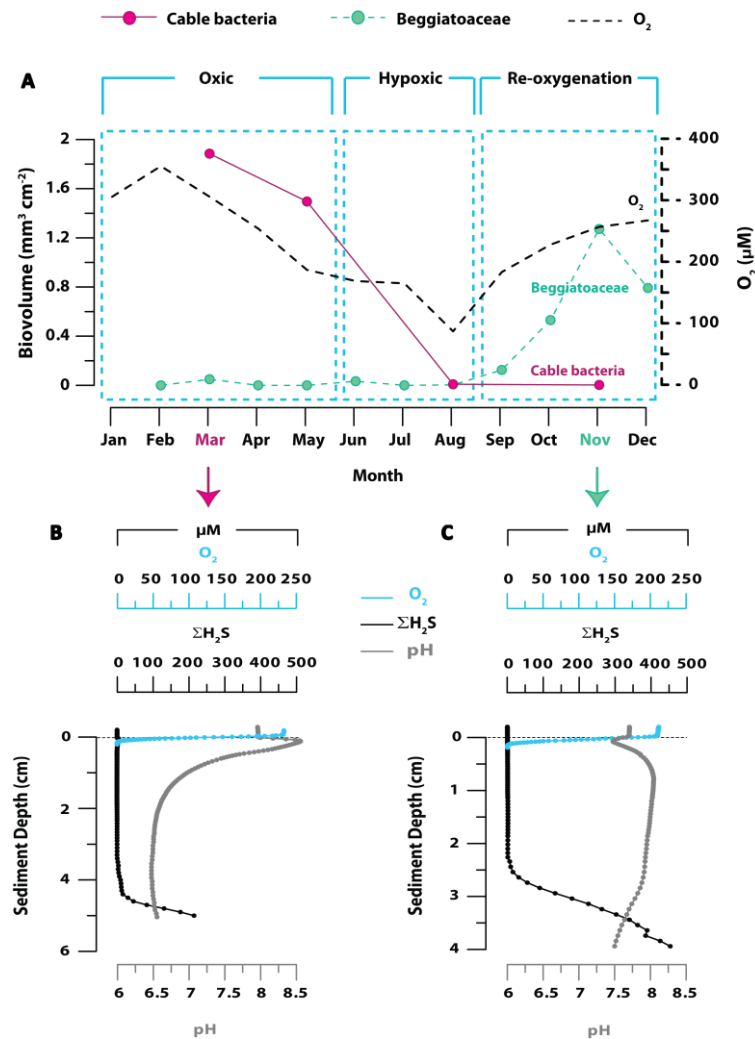 Cable bacteria Beggiatoaceae O₂
A
Oxic Hypoxic Re-oxygenation
2 400
1.6 300
1.2 200
0.8
0.4 100
0 0
Biovolume (mm³ cm⁻²)
O₂ (µM)
O₂
Beggiatoaceae
Cable bacteria
Jan Feb Mar Apr May Jun Jul Aug Sep Oct Nov Dec
Month
B
µM
O₂
0 50 100 150 200 250
ΣH₂S
0 100 200 300 400 500
0
2
4
6
Sediment Depth (cm)
6 6.5 7 7.5 8 8.5
pH
O₂
ΣH₂S
pH
C
µM
O₂
0 50 100 150 200 250
ΣH₂S
0 100 200 300 400 500
0
1
2
3
4
Sediment Depth (cm)
6 6.5 7 7.5 8 8.5
pH